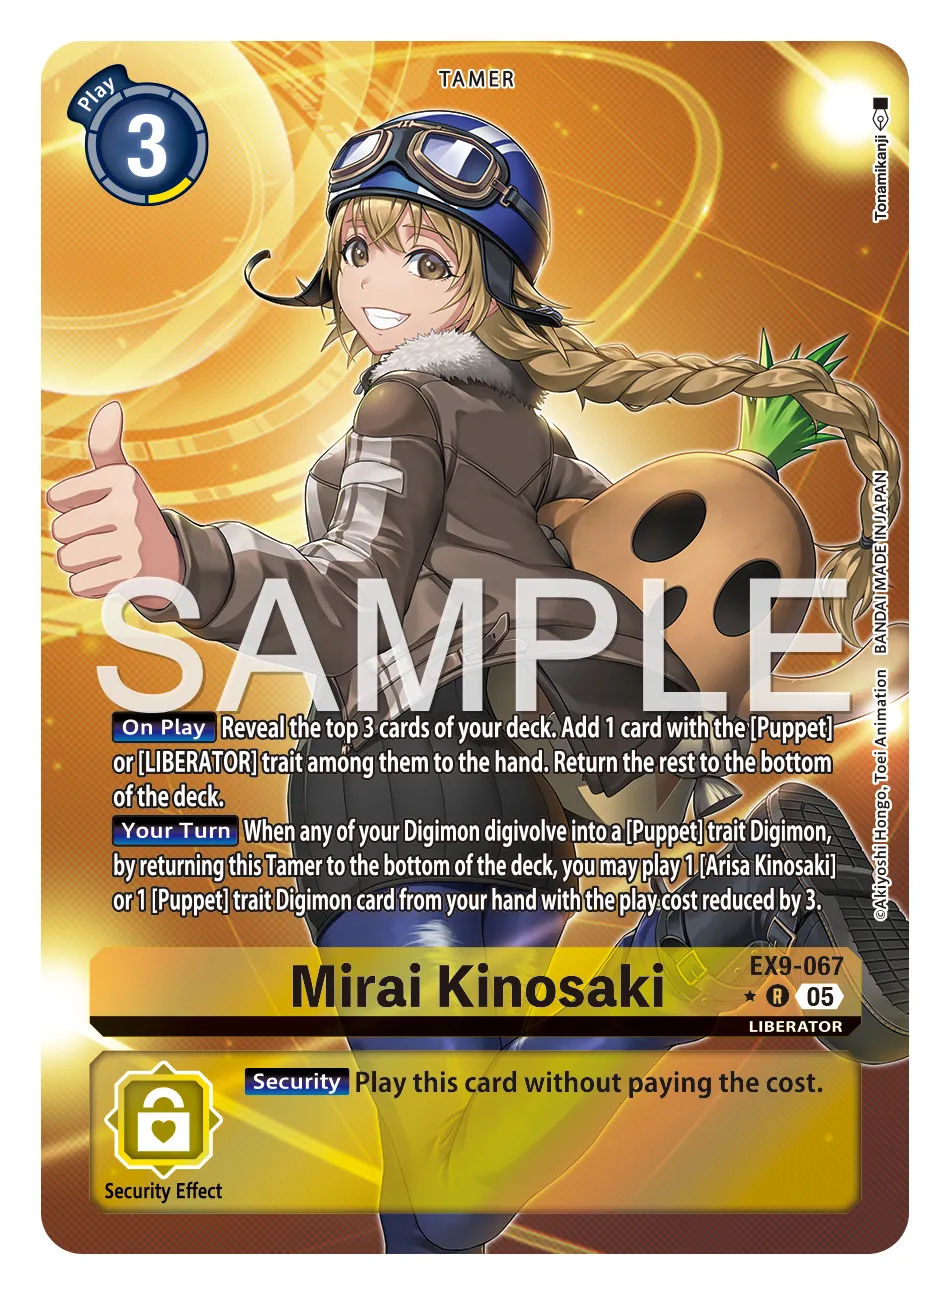 TAMER
Play
3
Tonamikanji
SAMPLE
On Play Reveal the top 3 cards of your deck. Add 1 card with the [Puppet]
or [LIBERATOR] trait among them to the hand. Return the rest to the bottom
of the deck.
Your Turn When any of your Digimon digivolve into a [Puppet] trait Digimon,
by returning this Tamer to the bottom of the deck, you may play 1 [Arisa Kinosaki]
or 1 [Puppet] trait Digimon card from your hand with the play cost reduced by 3.
©Akiyoshi Hongo, Toei Animation BANDAI MADE IN JAPAN
Mirai Kinosaki
EX9-067
★ R 05
LIBERATOR
Security Play this card without paying the cost.
Security Effect